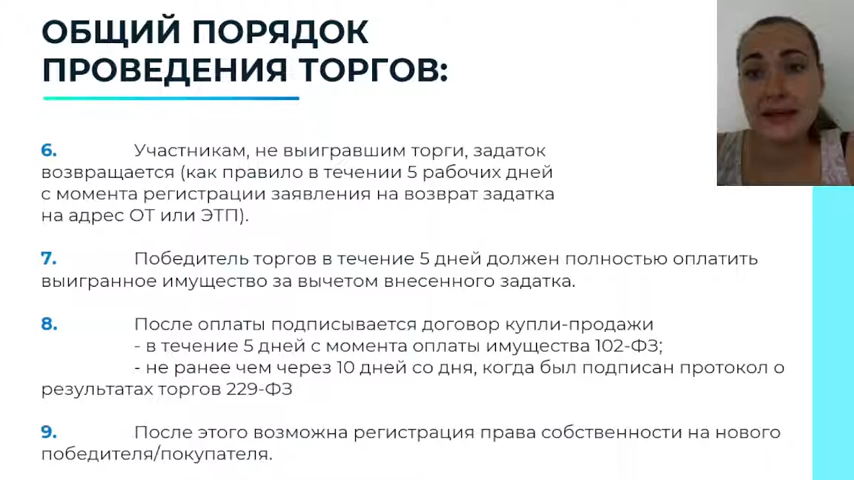 ОБЩИЙ ПОРЯДОК
ПРОВЕДЕНИЯ ТОРГОВ:
6. Участникам, не выигравшим торги, задаток
возвращается (как правило в течении 5 рабочих дней
с момента регистрации заявления на возврат задатка
на адрес ОТ или ЭТП).
7. Победитель торгов в течение 5 дней должен полностью оплатить
выигранное имущество за вычетом внесенного задатка.
8. После оплаты подписывается договор купли-продажи
- в течение 5 дней с момента оплаты имущества 102-ФЗ;
- не ранее чем через 10 дней со дня, когда был подписан протокол о
результатах торгов 229-ФЗ
9. После этого возможна регистрация права собственности на нового
победителя/покупателя.